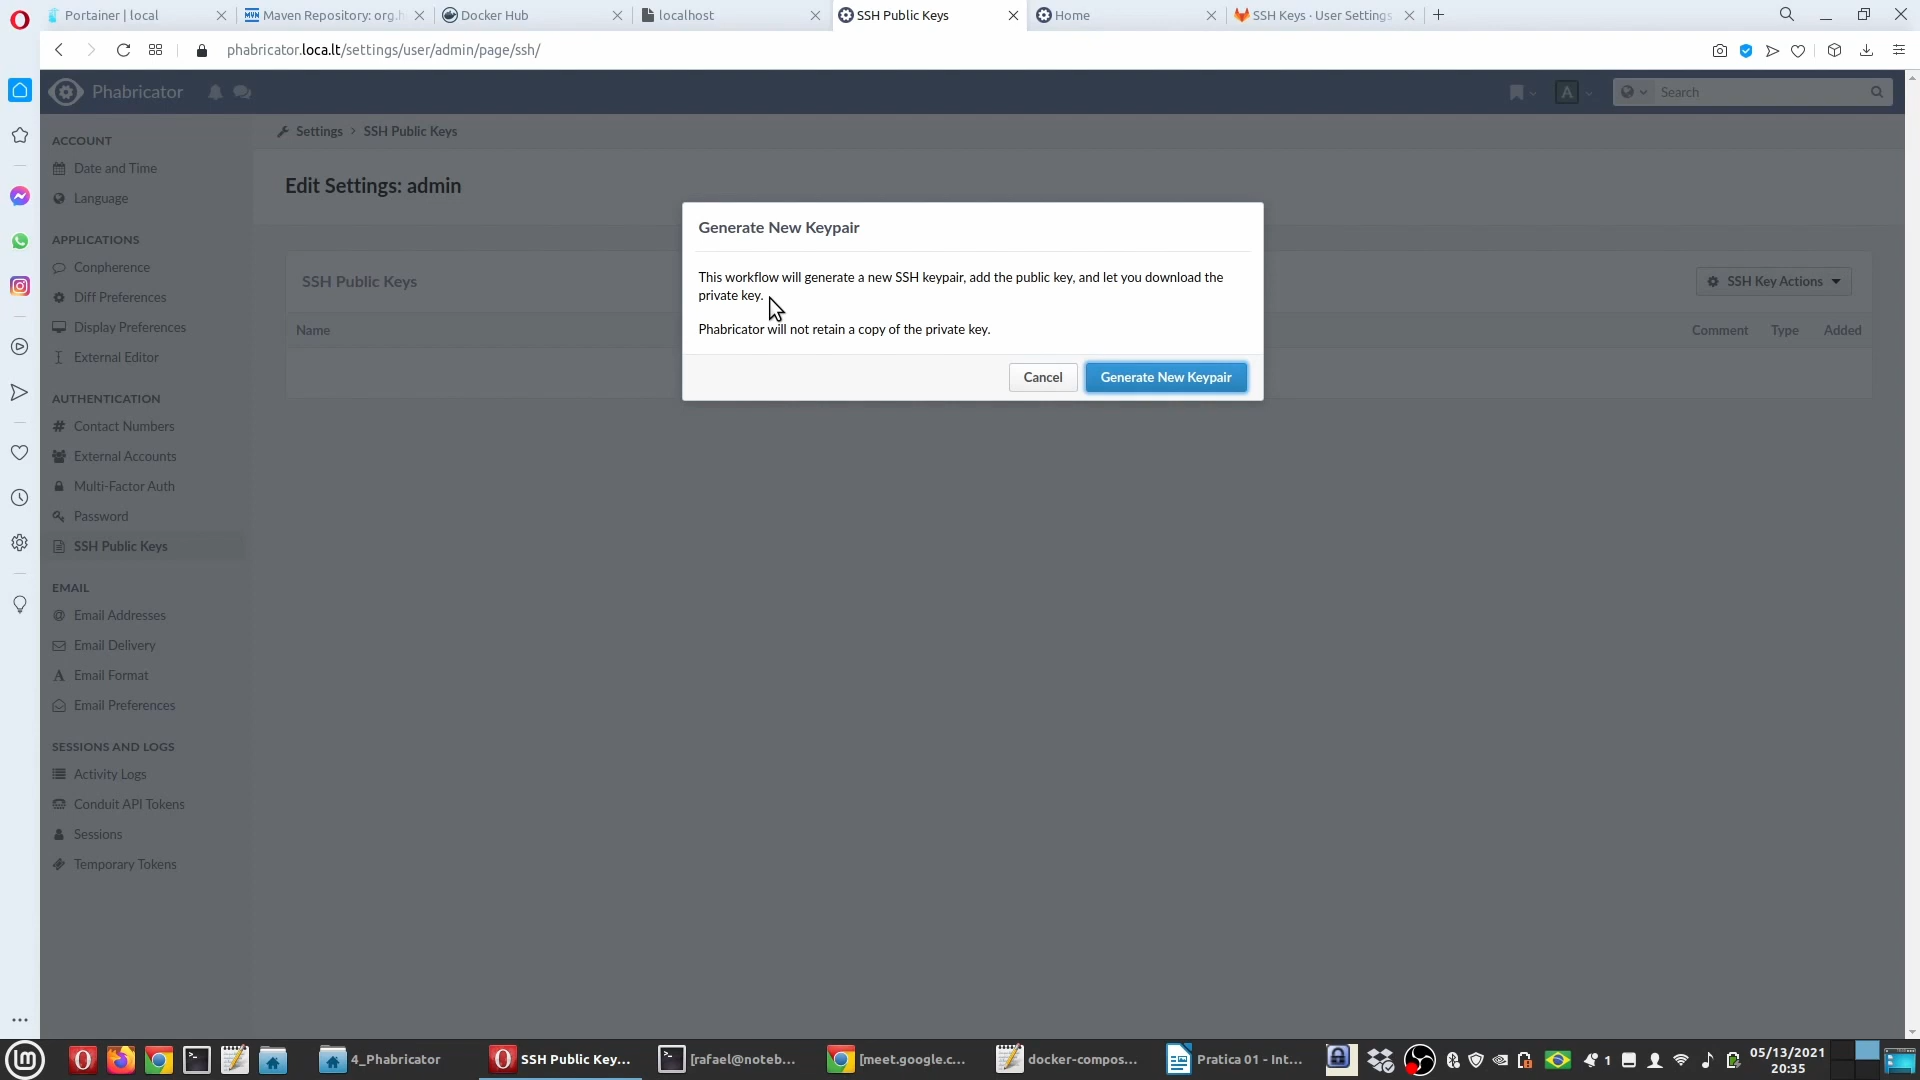 Portainer | local
Maven Repository: org.h
Docker Hub
localhost
SSH Public Keys
Home
SSH Keys · User Settings
phabricator.loca.lt/settings/user/admin/page/ssh/
Phabricator
A
Search
ACCOUNT
Date and Time
Language
APPLICATIONS
Conpherence
Diff Preferences
Display Preferences
External Editor
AUTHENTICATION
Contact Numbers
External Accounts
Multi-Factor Auth
Password
SSH Public Keys
EMAIL
Email Addresses
Email Delivery
Email Format
Email Preferences
SESSIONS AND LOGS
Activity Logs
Conduit API Tokens
Sessions
Temporary Tokens
Settings > SSH Public Keys
Edit Settings: admin
SSH Public Keys
SSH Key Actions
Name
Comment
Type
Added
Generate New Keypair
This workflow will generate a new SSH keypair, add the public key, and let you download the
private key.
Phabricator will not retain a copy of the private key.
Cancel
Generate New Keypair
4_Phabricator
SSH Public Key...
[rafael@noteb...
[meet.google.c...
docker-compos...
Pratica 01 - Int...
1
05/13/2021
20:35